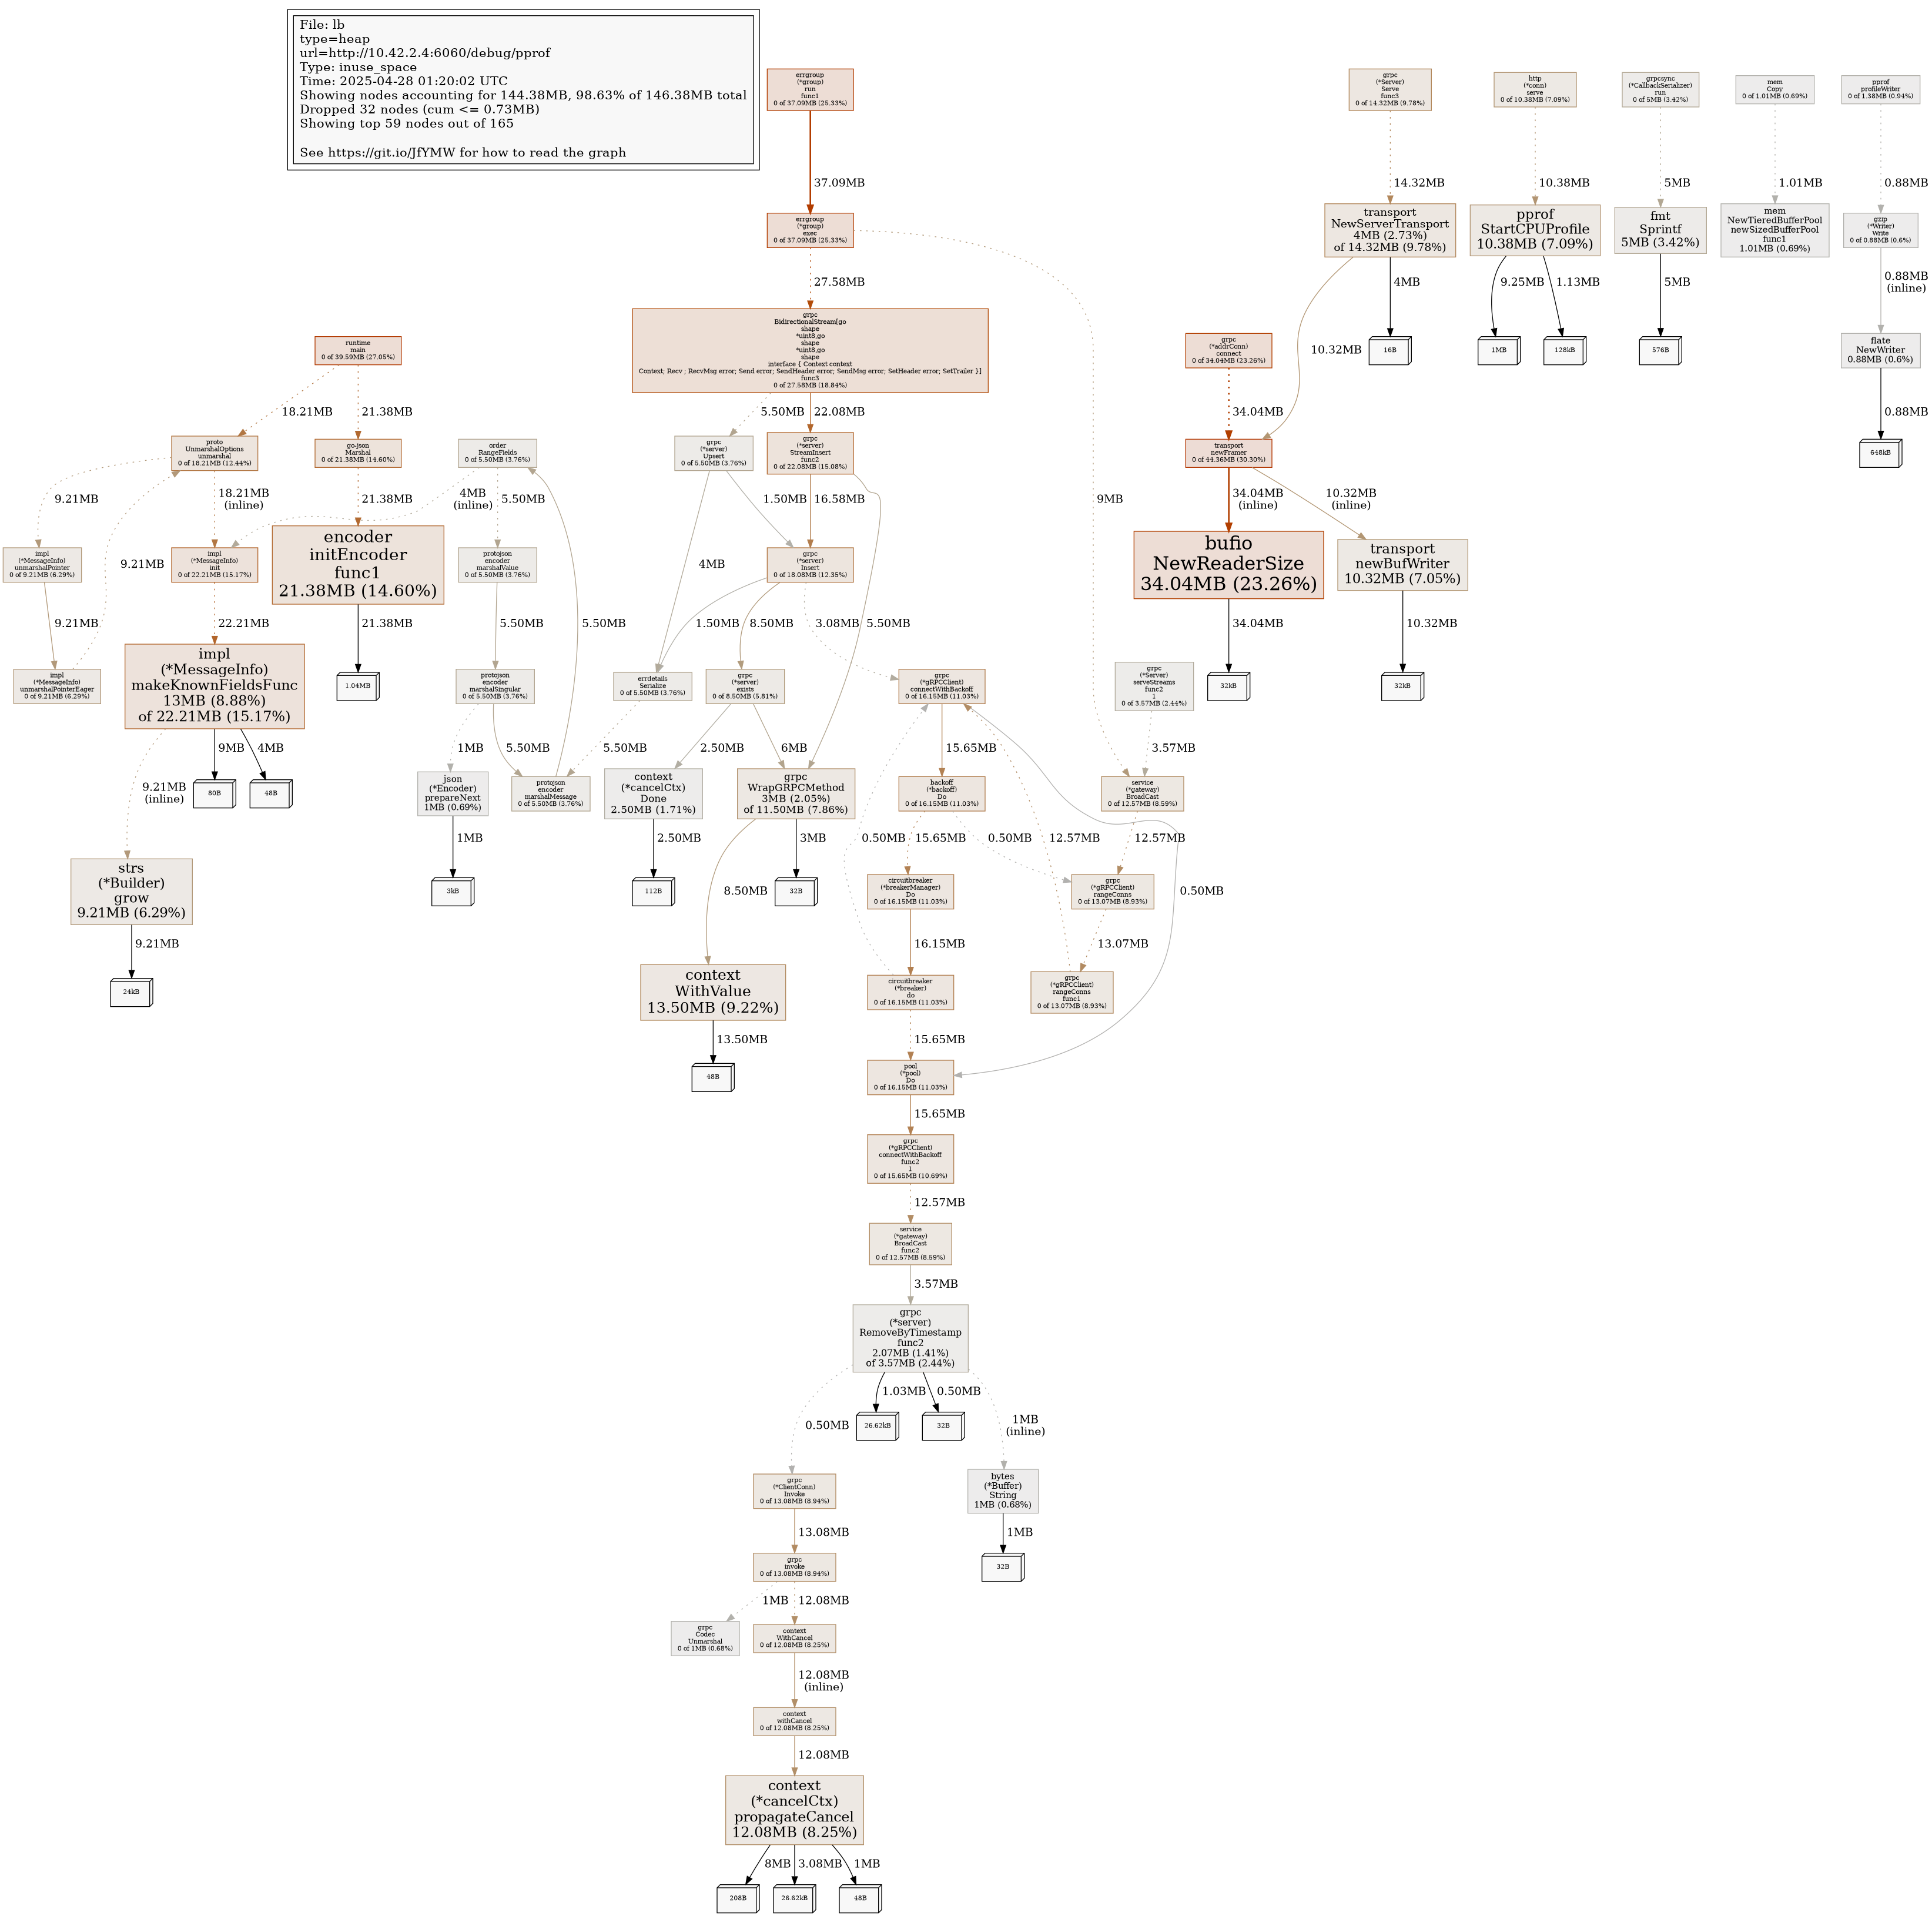 File: lb
type=heap
url=http://10.42.2.4:6060/debug/pprof
Type: inuse_space
Time: 2025-04-28 01:20:02 UTC
Showing nodes accounting for 144.38MB, 98.63% of 146.38MB total
Dropped 32 nodes (cum <= 0.73MB)
Showing top 59 nodes out of 165
See https://git.io/JfYMW for how to read the graph
errgroup
(*group)
run
func1
0 of 37.09MB (25.33%)
grpc
(*Server)
Serve
func3
0 of 14.32MB (9.78%)
http
(*conn)
serve
0 of 10.38MB (7.09%)
grpcsync
(*CallbackSerializer)
run
0 of 5MB (3.42%)
mem
Copy
0 of 1.01MB (0.69%)
pprof
profileWriter
0 of 1.38MB (0.94%)
37.09MB
14.32MB
10.38MB
5MB
1.01MB
0.88MB
errgroup
(*group)
exec
0 of 37.09MB (25.33%)
transport
NewServerTransport
4MB (2.73%)
of 14.32MB (9.78%)
pprof
StartCPUProfile
10.38MB (7.09%)
fmt
Sprintf
5MB (3.42%)
mem
NewTieredBufferPool
newSizedBufferPool
func1
1.01MB (0.69%)
gzip
(*Writer)
Write
0 of 0.88MB (0.6%)
27.58MB
4MB
9.25MB
1.13MB
5MB
0.88MB
(inline)
grpc
BidirectionalStream[go
shape
*uint8,go
shape
*uint8,go
shape
interface { Context context
Context; Recv ; RecvMsg error; Send error; SendHeader error; SendMsg error; SetHeader error; SetTrailer }]
func3
0 of 27.58MB (18.84%)
runtime
main
0 of 39.59MB (27.05%)
grpc
(*addrConn)
connect
0 of 34.04MB (23.26%)
10.32MB
16B
1MB
128kB
576B
flate
NewWriter
0.88MB (0.6%)
18.21MB
21.38MB
5.50MB
22.08MB
34.04MB
0.88MB
proto
UnmarshalOptions
unmarshal
0 of 18.21MB (12.44%)
go-json
Marshal
0 of 21.38MB (14.60%)
order
RangeFields
0 of 5.50MB (3.76%)
grpc
(*server)
Upsert
0 of 5.50MB (3.76%)
grpc
(*server)
StreamInsert
func2
0 of 22.08MB (15.08%)
transport
newFramer
0 of 44.36MB (30.30%)
648kB
9.21MB
18.21MB
(inline)
21.38MB
4MB
(inline)
5.50MB
1.50MB
16.58MB
9MB
34.04MB
(inline)
10.32MB
(inline)
impl
(*MessageInfo)
unmarshalPointer
0 of 9.21MB (6.29%)
9.21MB
impl
(*MessageInfo)
init
0 of 22.21MB (15.17%)
encoder
initEncoder
func1
21.38MB (14.60%)
protojson
encoder
marshalValue
0 of 5.50MB (3.76%)
4MB
grpc
(*server)
Insert
0 of 18.08MB (12.35%)
bufio
NewReaderSize
34.04MB (23.26%)
transport
newBufWriter
10.32MB (7.05%)
9.21MB
22.21MB
21.38MB
5.50MB
5.50MB
1.50MB
8.50MB
3.08MB
5.50MB
34.04MB
10.32MB
impl
(*MessageInfo)
unmarshalPointerEager
0 of 9.21MB (6.29%)
impl
(*MessageInfo)
makeKnownFieldsFunc
13MB (8.88%)
of 22.21MB (15.17%)
1.04MB
protojson
encoder
marshalSingular
0 of 5.50MB (3.76%)
errdetails
Serialize
0 of 5.50MB (3.76%)
grpc
(*server)
exists
0 of 8.50MB (5.81%)
grpc
(*gRPCClient)
connectWithBackoff
0 of 16.15MB (11.03%)
grpc
(*Server)
serveStreams
func2
1
0 of 3.57MB (2.44%)
32kB
32kB
9MB
4MB
1MB
5.50MB
5.50MB
2.50MB
6MB
15.65MB
3.57MB
9.21MB
(inline)
80B
48B
json
(*Encoder)
prepareNext
1MB (0.69%)
protojson
encoder
marshalMessage
0 of 5.50MB (3.76%)
context
(*cancelCtx)
Done
2.50MB (1.71%)
grpc
WrapGRPCMethod
3MB (2.05%)
of 11.50MB (7.86%)
backoff
(*backoff)
Do
0 of 16.15MB (11.03%)
service
(*gateway)
BroadCast
0 of 12.57MB (8.59%)
1MB
2.50MB
3MB
0.50MB
15.65MB
0.50MB
12.57MB
12.57MB
strs
(*Builder)
grow
9.21MB (6.29%)
3kB
112B
8.50MB
32B
circuitbreaker
(*breakerManager)
Do
0 of 16.15MB (11.03%)
grpc
(*gRPCClient)
rangeConns
0 of 13.07MB (8.93%)
0.50MB
9.21MB
16.15MB
13.07MB
24kB
context
WithValue
13.50MB (9.22%)
circuitbreaker
(*breaker)
do
0 of 16.15MB (11.03%)
grpc
(*gRPCClient)
rangeConns
func1
0 of 13.07MB (8.93%)
13.50MB
15.65MB
48B
pool
(*pool)
Do
0 of 16.15MB (11.03%)
15.65MB
grpc
(*gRPCClient)
connectWithBackoff
func2
1
0 of 15.65MB (10.69%)
12.57MB
service
(*gateway)
BroadCast
func2
0 of 12.57MB (8.59%)
3.57MB
grpc
(*server)
RemoveByTimestamp
func2
2.07MB (1.41%)
of 3.57MB (2.44%)
0.50MB
1.03MB
0.50MB
1MB
(inline)
26.62kB
32B
grpc
(*ClientConn)
Invoke
0 of 13.08MB (8.94%)
bytes
(*Buffer)
String
1MB (0.68%)
13.08MB
1MB
grpc
invoke
0 of 13.08MB (8.94%)
32B
1MB
12.08MB
grpc
Codec
Unmarshal
0 of 1MB (0.68%)
context
WithCancel
0 of 12.08MB (8.25%)
12.08MB
(inline)
context
withCancel
0 of 12.08MB (8.25%)
12.08MB
context
(*cancelCtx)
propagateCancel
12.08MB (8.25%)
8MB
3.08MB
1MB
208B
26.62kB
48B